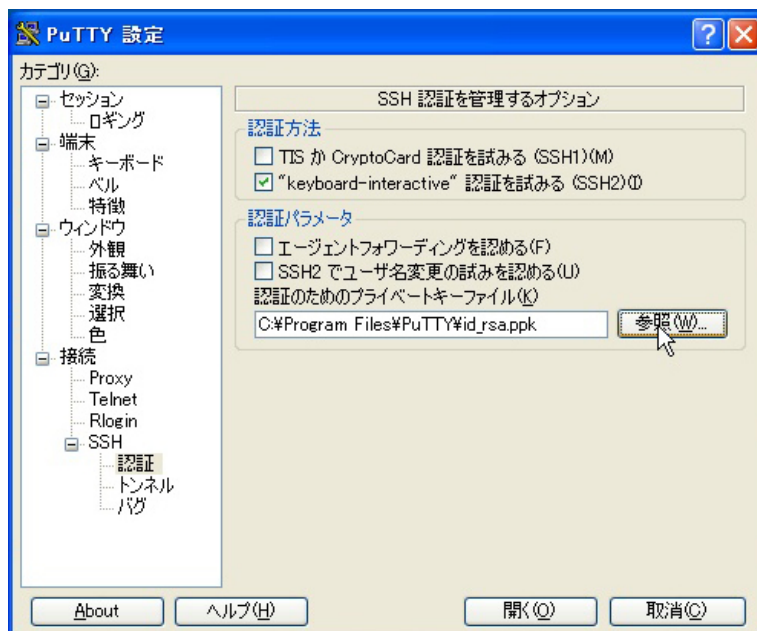 PuTTY 設定
カテゴリ(G):
セッション
ロギング
端末
キーボード
ベル
特徴
ウィンドウ
外観
振る舞い
変換
選択
色
接続
Proxy
Telnet
Rlogin
SSH
認証
トンネル
バグ
SSH 認証を管理するオプション
認証方法
TIS か CryptoCard 認証を試みる (SSH1)(M)
"keyboard-interactive" 認証を試みる (SSH2)(I)
認証パラメータ
エージェントフォワーディングを認める(F)
SSH2 でユーザ名変更の試みを認める(U)
認証のためのプライベートキーファイル(K)
C:¥Program Files¥PuTTY¥id_rsa.ppk
参照(W)...
About
ヘルプ(H)
開く(O)
取消(C)